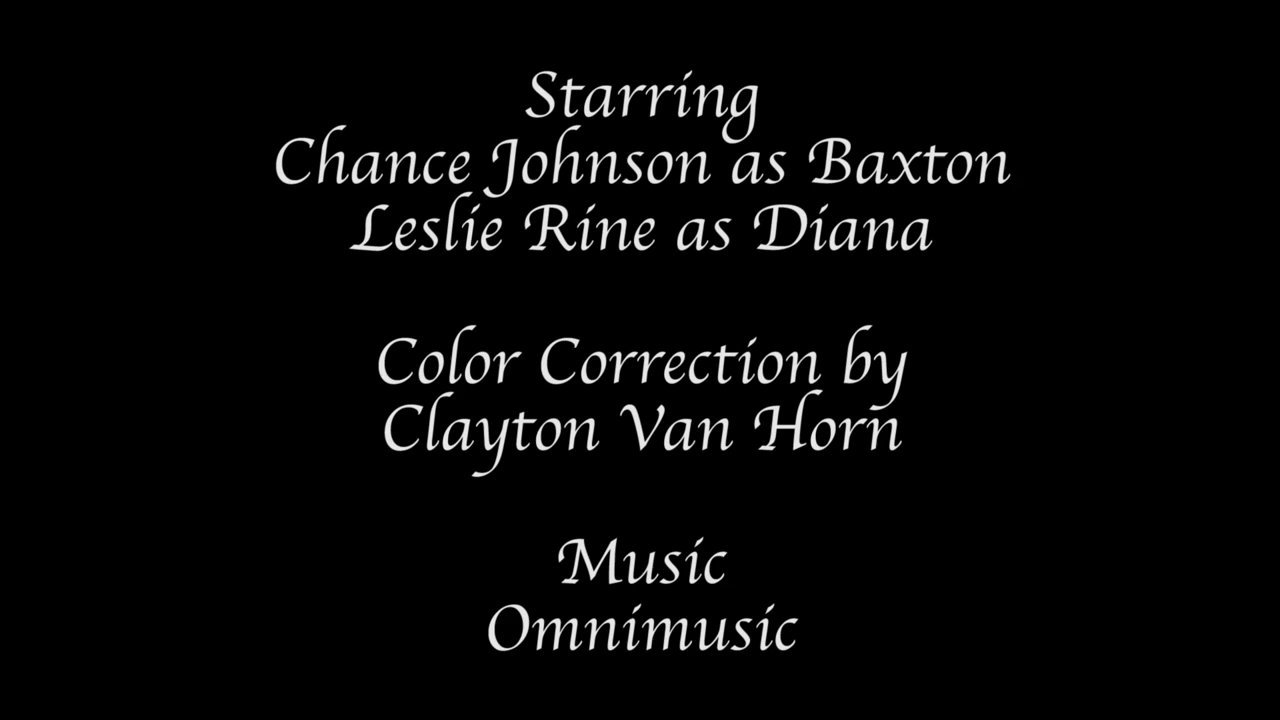 Starring
Chance Johnson as Baxton
Leslie Rine as Diana
Color Correction by
Clayton Van Horn
Music
Omnimusic